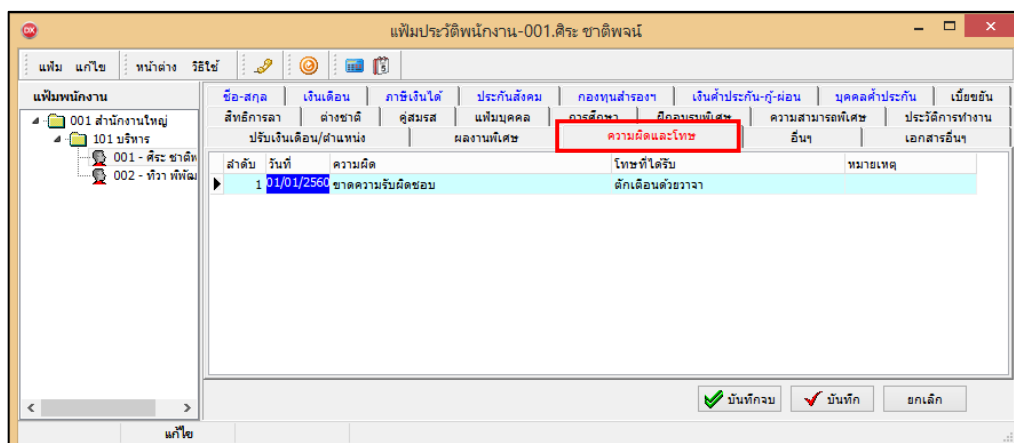 แฟ้มประวัติพนักงาน-001.ศิระ ชาติพจน์
แฟ้ม แก้ไข หน้าต่าง วิธีใช้
แฟ้มพนักงาน
001 สำนักงานใหญ่
101 บริหาร
001 - ศิระ ชาติพ
002 - ทิวา พิพัฒ
ชื่อ-สกุล เงินเดือน ภาษีเงินได้ ประกันสังคม กองทุนสำรองฯ เงินค้ำประกัน-กู้-ผ่อน บุคคลค้ำประกัน เบี้ยขยัน
สิทธิการลา ต่างชาติ คู่สมรส แฟ้มบุคคล การศึกษา ฝึกอบรมพิเศษ ความสามารถพิเศษ ประวัติการทำงาน
ปรับเงินเดือน/ตำแหน่ง ผลงานพิเศษ ความผิดและโทษ อื่นๆ เอกสารอื่นๆ
ลำดับ วันที่ ความผิด โทษที่ได้รับ หมายเหตุ
1 01/01/2560 ขาดความรับผิดชอบ ตักเตือนด้วยวาจา
บันทึกจบ บันทึก ยกเลิก
แก้ไข